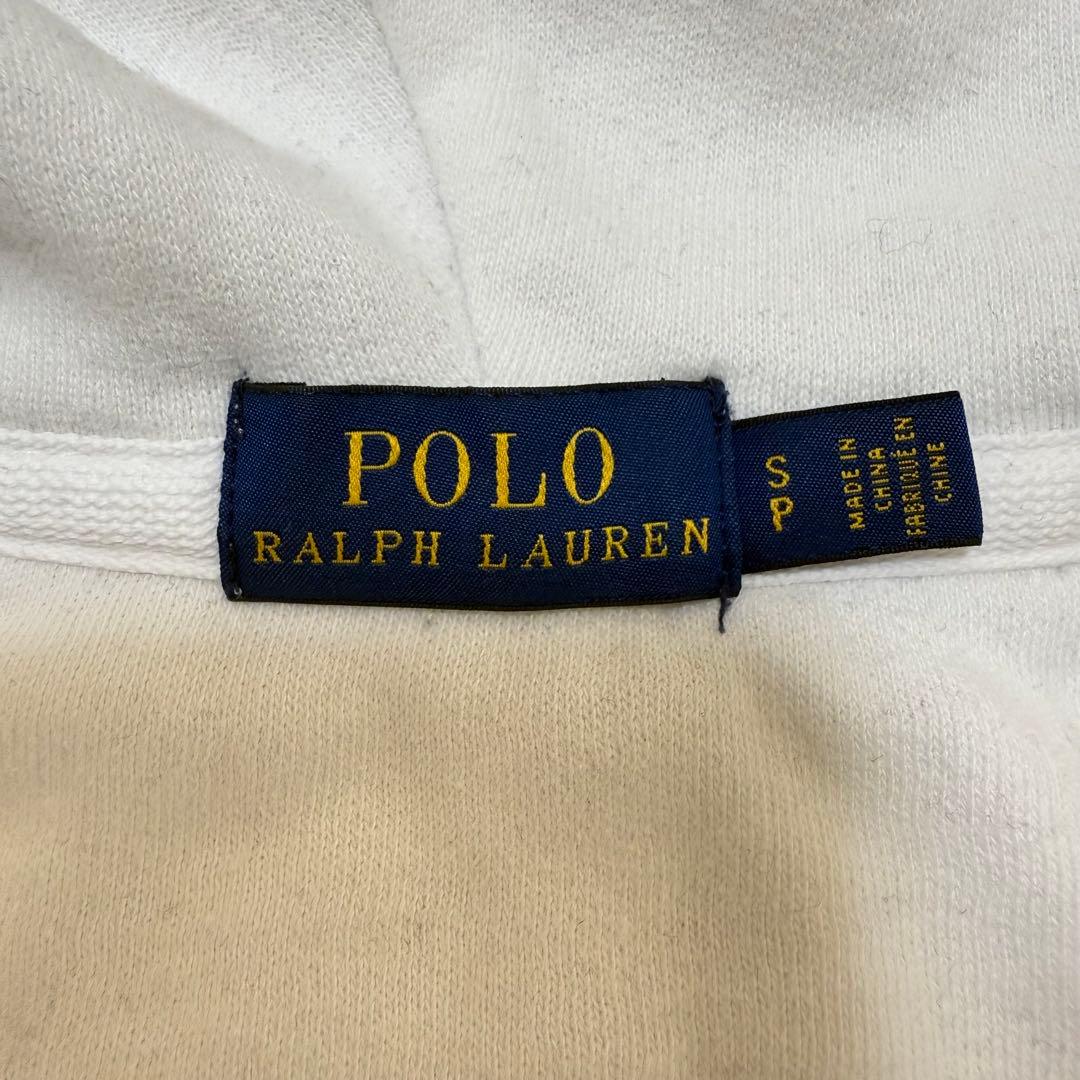 POLO
RALPH LAUREN
S
P
MADE IN
CHINA
FABRIQUÉ EN
CHINE